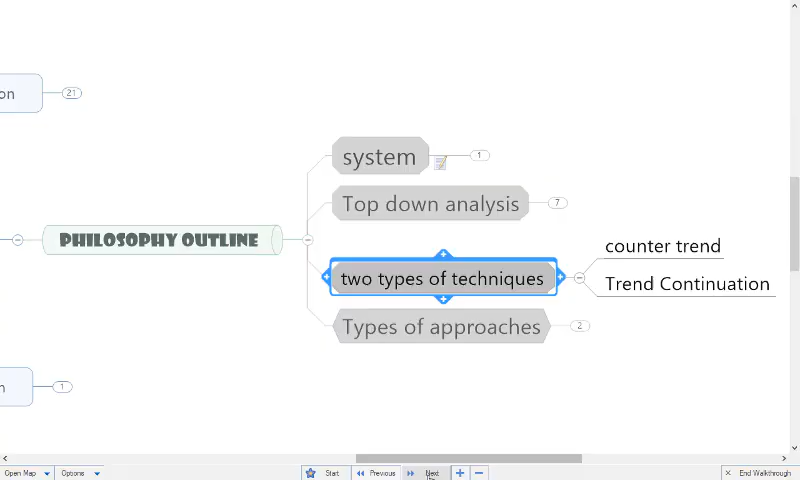 on
21
system
1
Top down analysis
7
PHILOSOPHY OUTLINE
counter trend
two types of techniques
Trend Continuation
Types of approaches
2
n
1
Open Map
Options
Start
Previous
Next
End Walkthrough